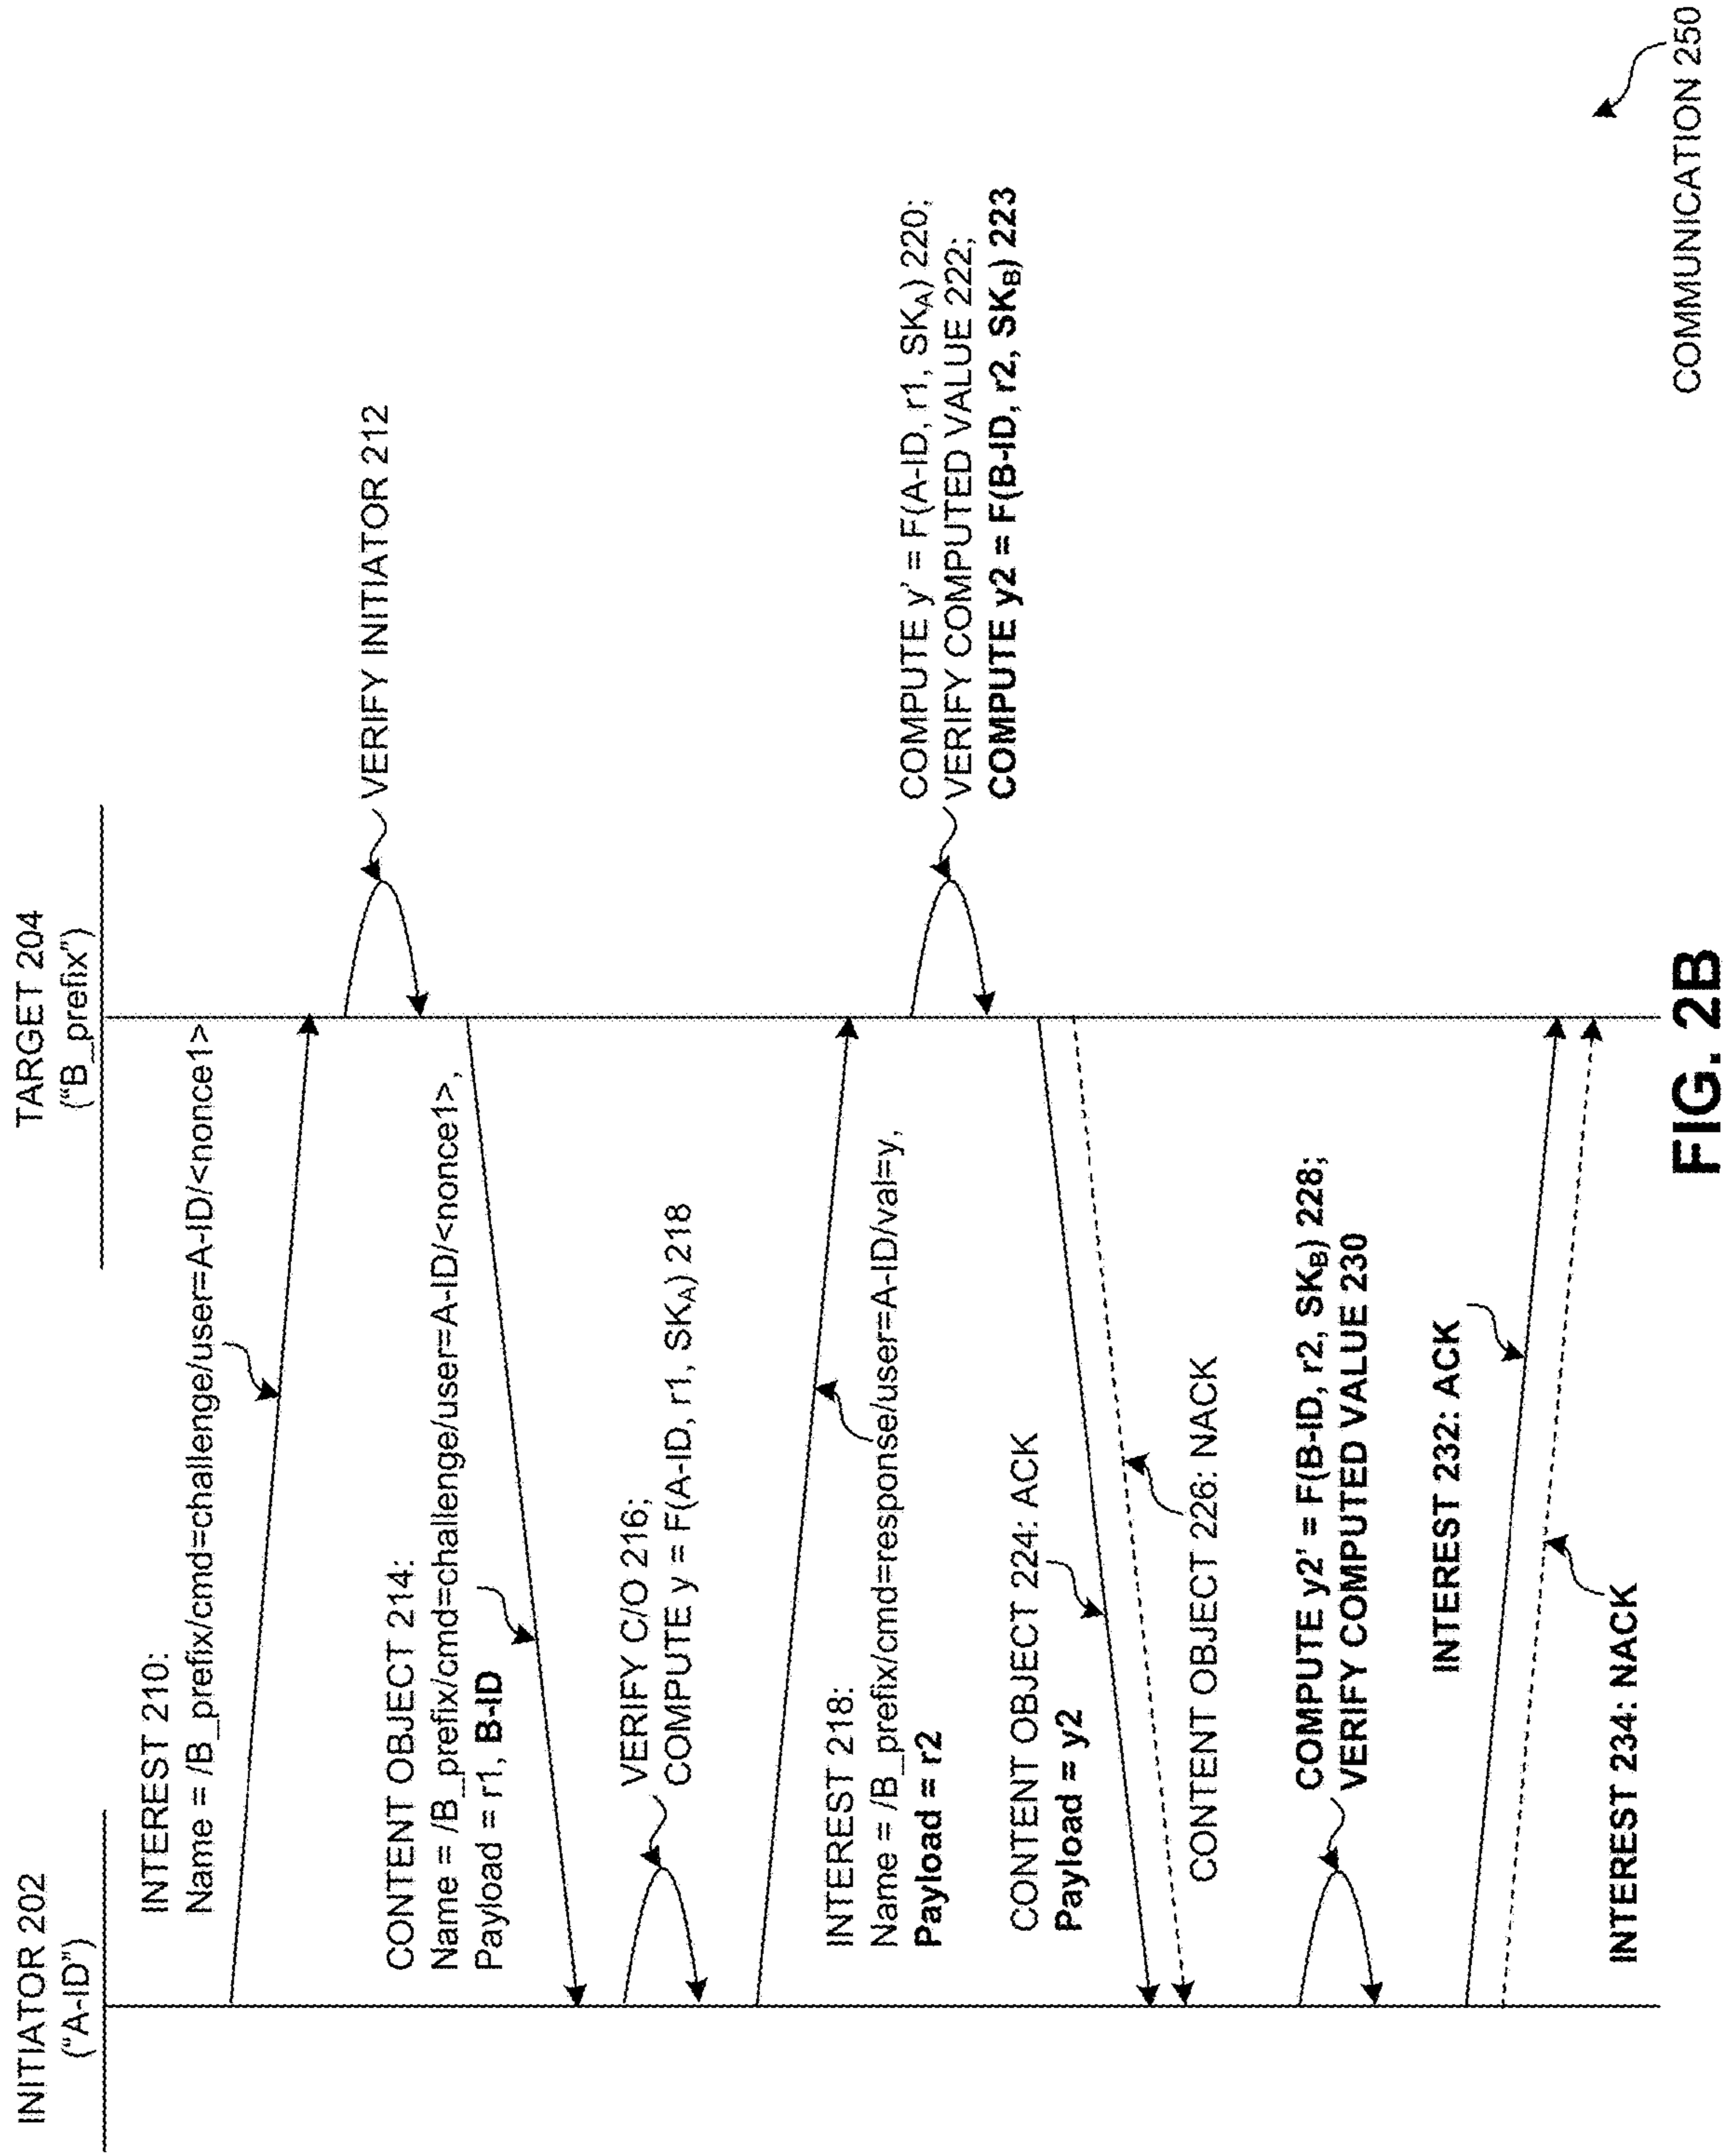 INITIATOR 202
("A-ID")
TARGET 204
("B_prefix")
INTEREST 210:
Name = /B_prefix/cmd=challenge/user=A-ID/<nonce1>
VERIFY INITIATOR 212
CONTENT OBJECT 214:
Name = /B_prefix/cmd=challenge/user=A-ID/<nonce1>,
Payload = r1, B-ID
VERIFY C/O 216;
COMPUTE y = F(A-ID, r1, SKA) 218
INTEREST 218:
Name = /B_prefix/cmd=response/user=A-ID/val=y,
Payload = r2
COMPUTE y' = F(A-ID, r1, SKA) 220;
VERIFY COMPUTED VALUE 222;
COMPUTE y2 = F(B-ID, r2, SKB) 223
CONTENT OBJECT 224: ACK
Payload = y2
CONTENT OBJECT 226: NACK
COMPUTE y2' = F(B-ID, r2, SKB) 228;
VERIFY COMPUTED VALUE 230
INTEREST 232: ACK
INTEREST 234: NACK
COMMUNICATION 250
FIG. 2B